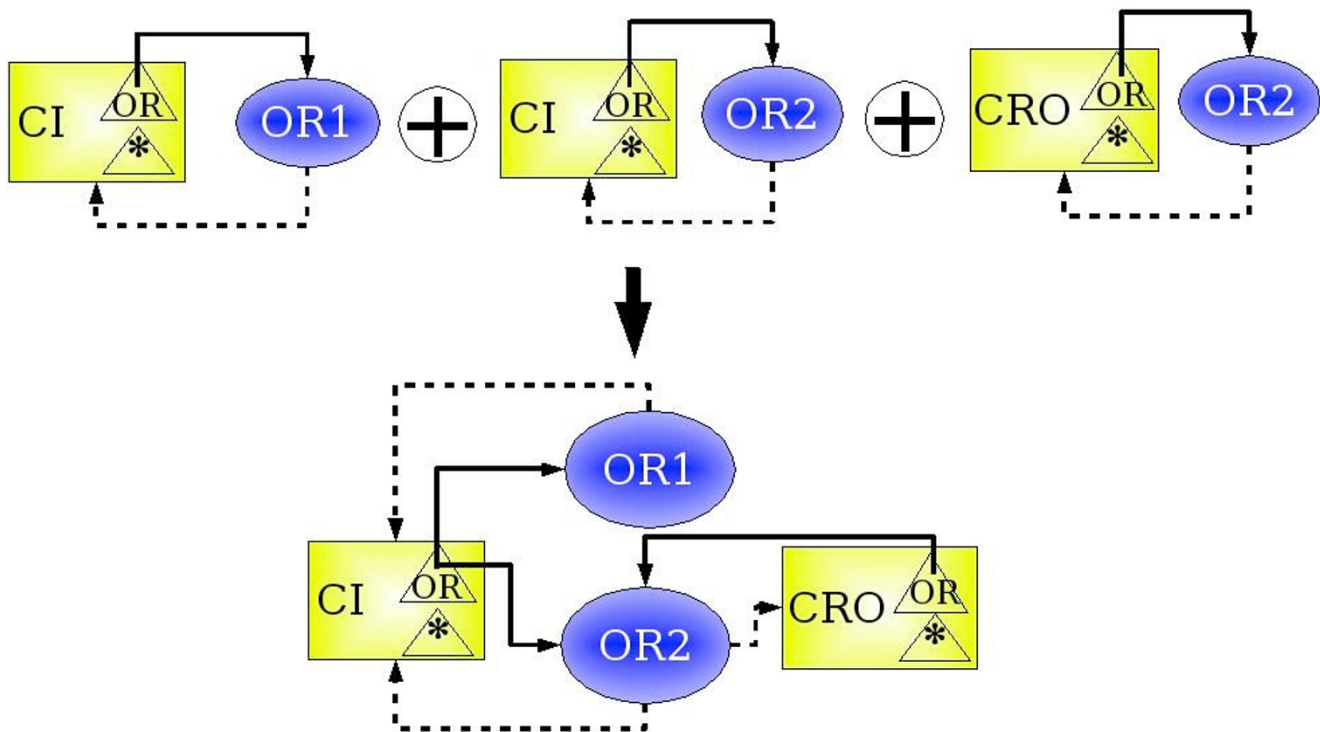 CI OR * OR1 + CI OR * OR2 + CRO OR * OR2
OR1
CI OR * OR2 CRO OR *